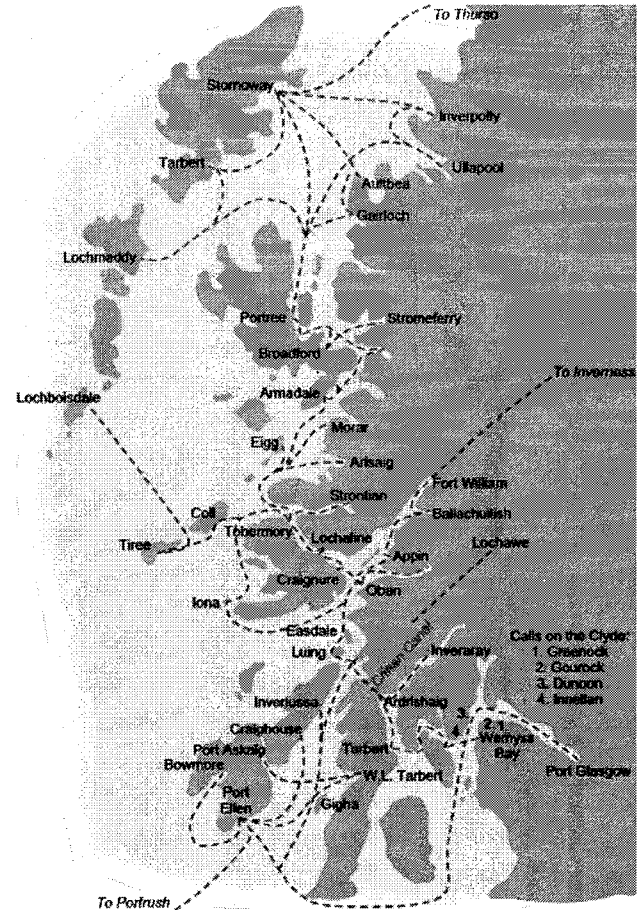 To Thurso
Stornoway
Inverpolly
Tarbert
Ullapool
Aultbea
Gairloch
Lochmaddy
Portree
Stromeferry
Broadford
To Inverness
Armadale
Lochboisdale
Morar
Eigg
Arisaig
Fort William
Strontian
Coll
Ballachulish
Tobermory
Tiree
Lochaline
Lochawe
Appin
Craignure
Oban
Iona
Easdale
Calls on the Clyde:
1. Greenock
2. Gourock
3. Dunoon
4. Innellan
Luing
Crinan Canal
Inveraray
Inverlussa
Ardrishaig
3.
2.
1.
Craighouse
4.
Wemyss
Bay
Port Askaig
Tarbert
Bowmore
W.L. Tarbert
Port Glasgow
Port
Ellen
Gigha
To Portrush